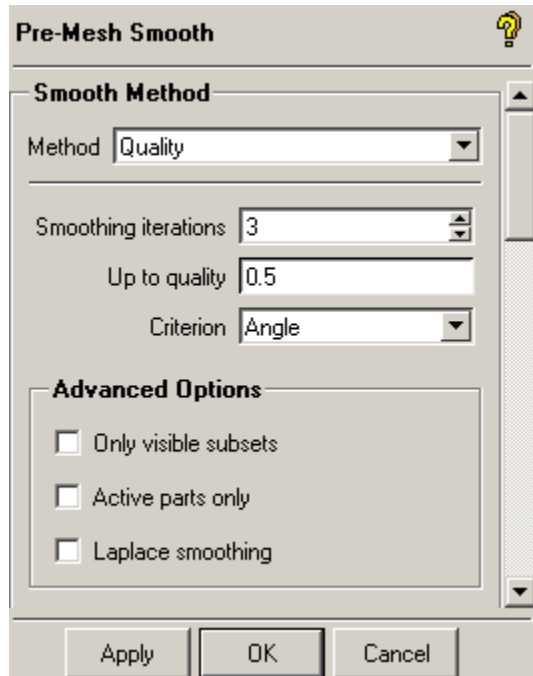 Pre-Mesh Smooth
Smooth Method
Method Quality
Smoothing iterations 3
Up to quality 0.5
Criterion Angle
Advanced Options
Only visible subsets
Active parts only
Laplace smoothing
Apply OK Cancel